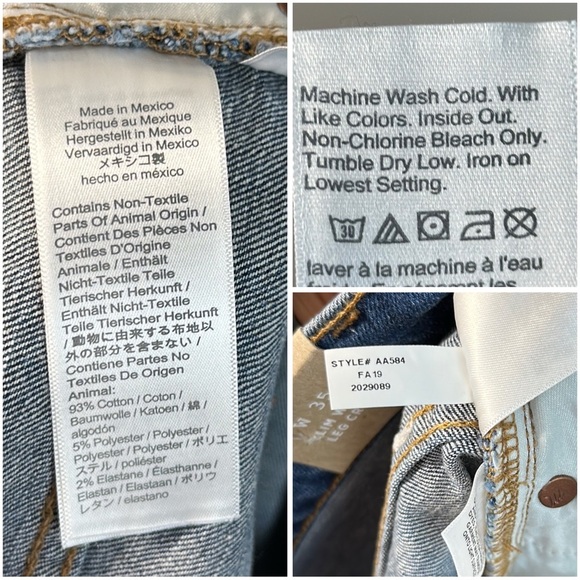 Made in Mexico
Fabriqué au Mexique
Hergestellt in Mexiko
Vervaardigd in Mexico
メキシコ製
hecho en méxico
Contains Non-Textile
Parts Of Animal Origin /
Contient Des Pièces Non
Textiles D'Origine
Animale / Enthält
Nicht-Textile Teile
Tierischer Herkunft /
Enthält Nicht-Textile
Teile Tierischer Herkunft
/ 動物に由来する布地以
外の部分を含まない /
Contiene Partes No
Textiles De Origen
Animal:
93% Cotton / Coton /
Baumwolle / Katoen / 綿 /
algodón
5% Polyester / Polyester /
Polyester / Polyester / ポリエ
ステル / poliéster
2% Elastane / Élasthanne /
Elastan / Elastaan / ポリウ
レタン / elastano
Machine Wash Cold. With
Like Colors. Inside Out.
Non-Chlorine Bleach Only.
Tumble Dry Low. Iron on
Lowest Setting.
30
laver à la machine à l'eau
STYLE# AA584
FA 19
2029089